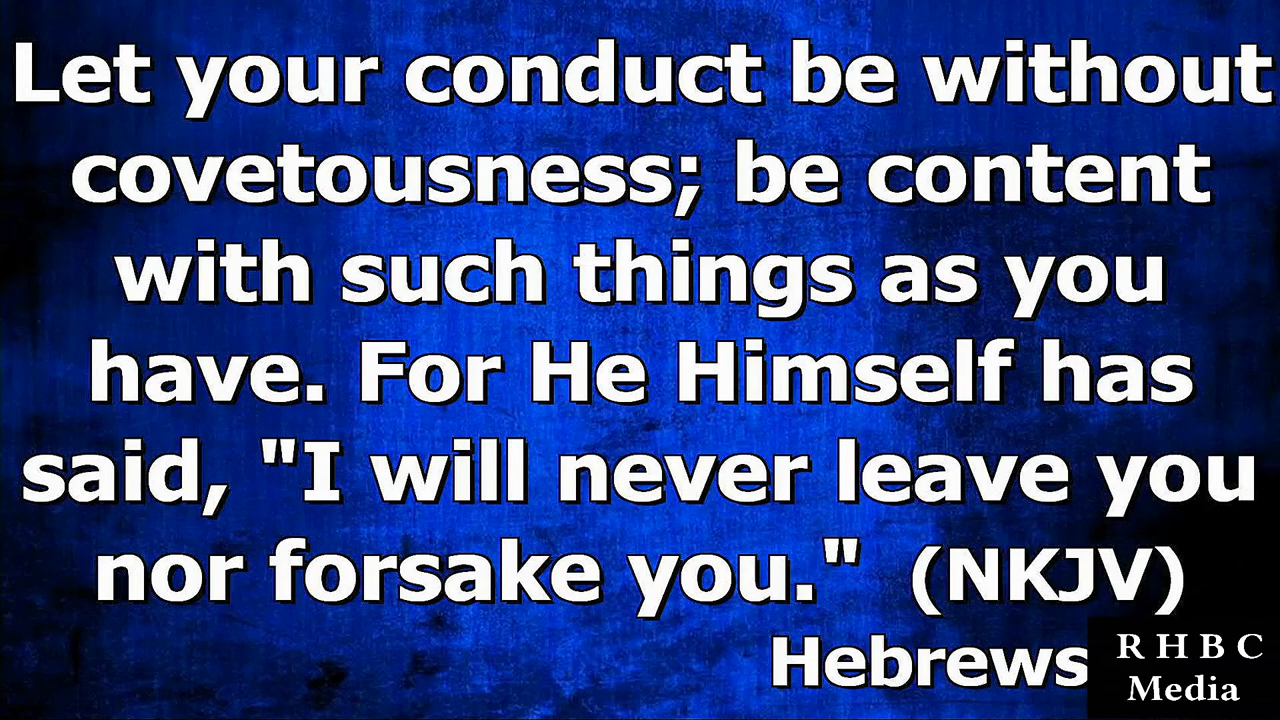 Let your conduct be without
covetousness; be content
with such things as you
have. For He Himself has
said, "I will never leave you
nor forsake you."  (NKJV)
Hebrews
R H B C
Media